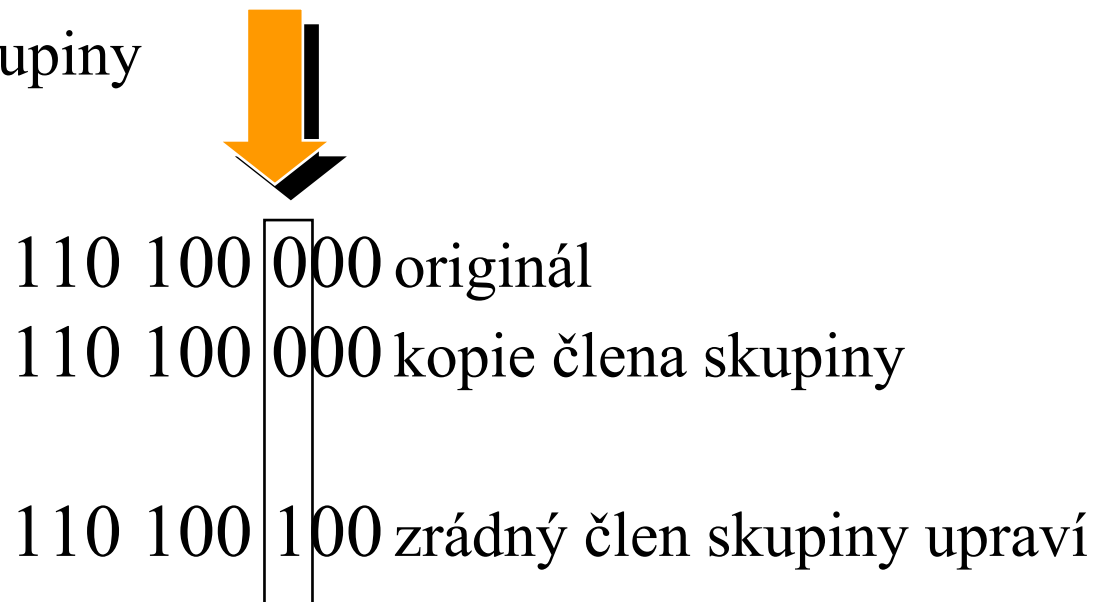 upiny
110 100 000 originál
110 100 000 kopie člena skupiny
110 100 100 zrádný člen skupiny upraví